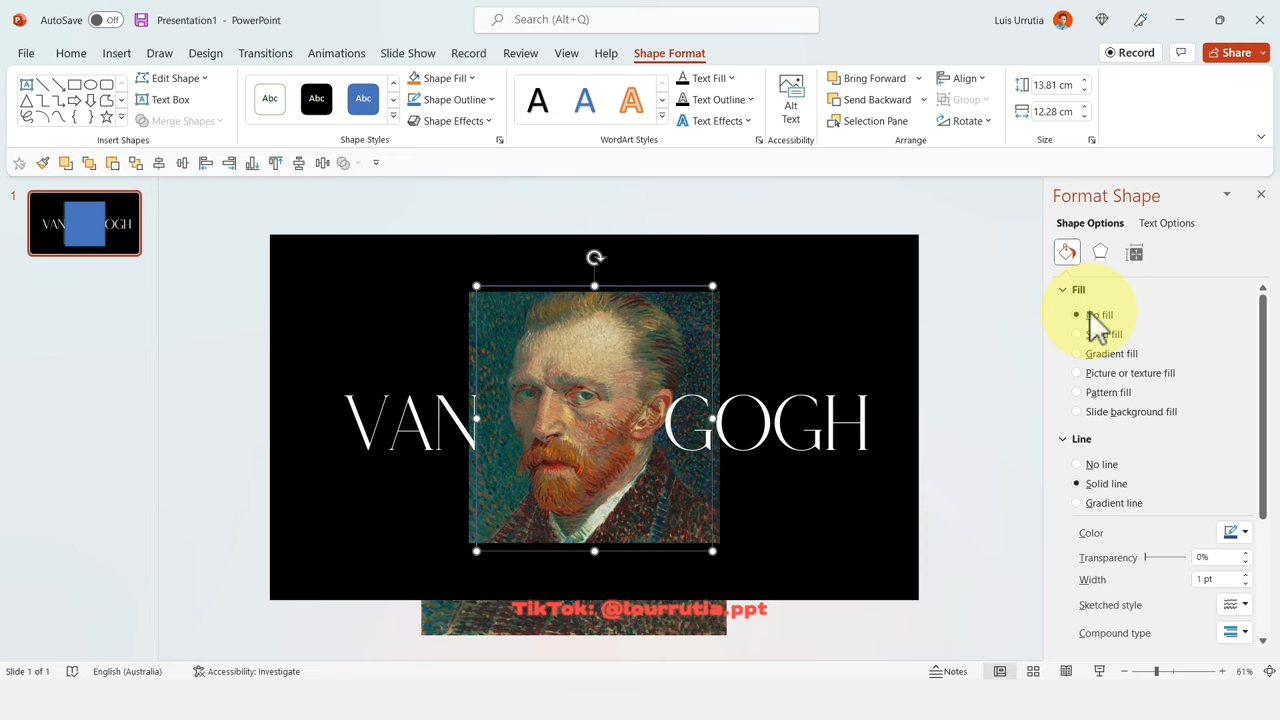 AutoSave Off Presentation1 - PowerPoint Search (Alt+Q) Luis Urrutia
File Home Insert Draw Design Transitions Animations Slide Show Record Review View Help Shape Format Record Share
Edit Shape
Text Box
Merge Shapes
Insert Shapes
Abc Abc Abc
Shape Fill
Shape Outline
Shape Effects
Shape Styles
A A A
Text Fill
Text Outline
Text Effects
WordArt Styles
Alt
Text
Accessibility
Bring Forward
Send Backward
Selection Pane
Align
Group
Rotate
Arrange
13.81 cm
12.28 cm
Size
1
VAN OGH
VAN GOGH
TikTok: @lourrutia.ppt
Format Shape
Shape Options Text Options
Fill
No fill
Solid fill
Gradient fill
Picture or texture fill
Pattern fill
Slide background fill
Line
No line
Solid line
Gradient line
Color
Transparency 0%
Width 1 pt
Sketched style
Compound type
Slide 1 of 1 English (Australia) Accessibility: Investigate Notes 61%